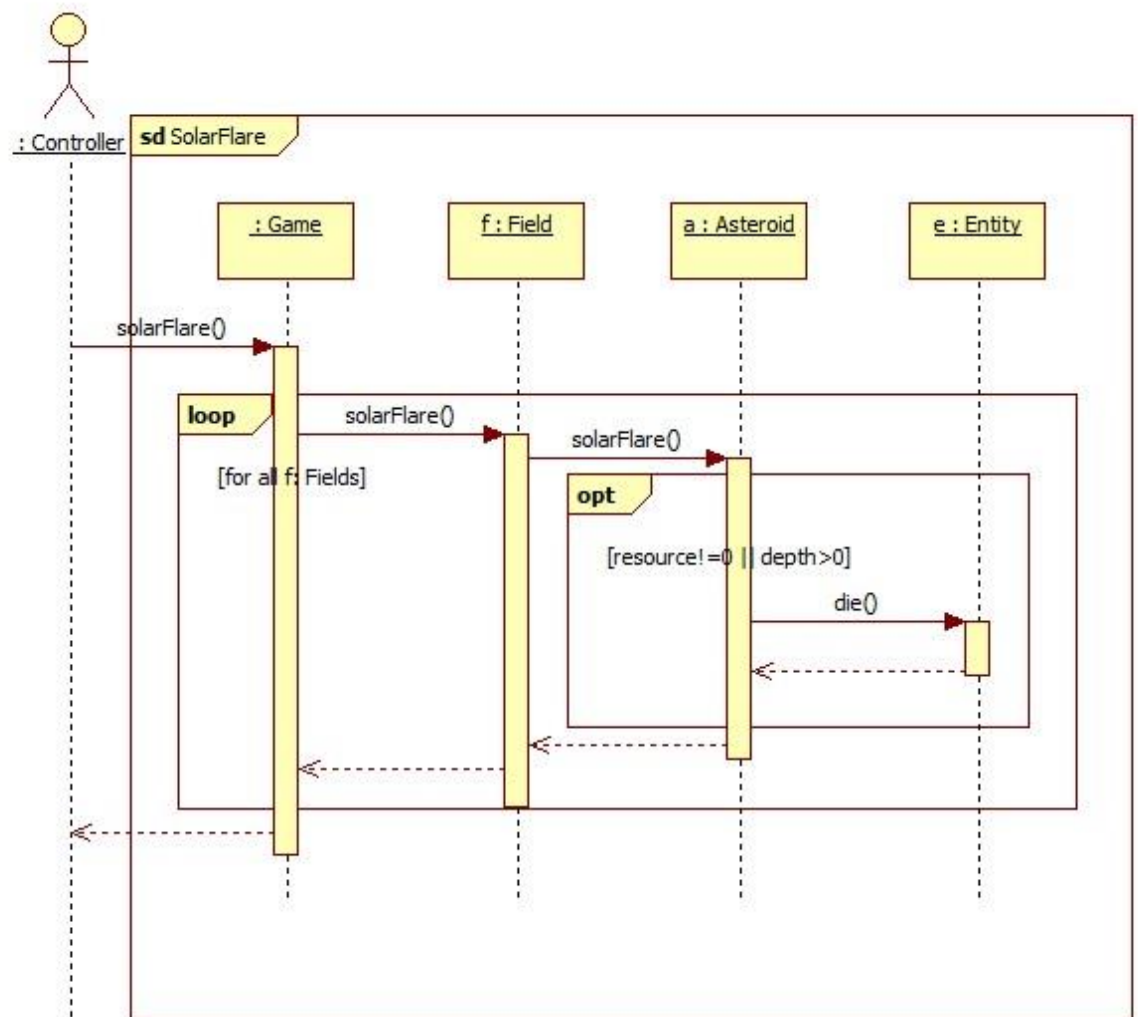 : Controller
sd SolarFlare
: Game
f : Field
a : Asteroid
e : Entity
solarFlare()
loop
solarFlare()
solarFlare()
[for all f: Fields]
opt
[resource!=0 || depth>0]
die()